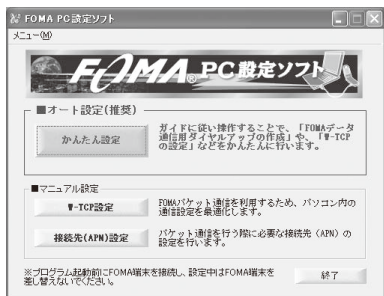 FOMA PC設定ソフト
メニュー(M)
FOMA® PC設定ソフト
■オート設定(推奨)
かんたん設定
ガイドに従い操作することで、「FOMAデータ
通信用ダイヤルアップの作成」や、「W-TCP
の設定」などをかんたんに行います。
■マニュアル設定
W-TCP設定
FOMAパケット通信を利用するため、パソコン内の
通信設定を最適化します。
接続先(APN)設定
パケット通信を行う際に必要な接続先（APN）の
設定を行います。
※プログラム起動前にFOMA端末を接続し、設定中はFOMA端末を
差し替えないでください。
終了